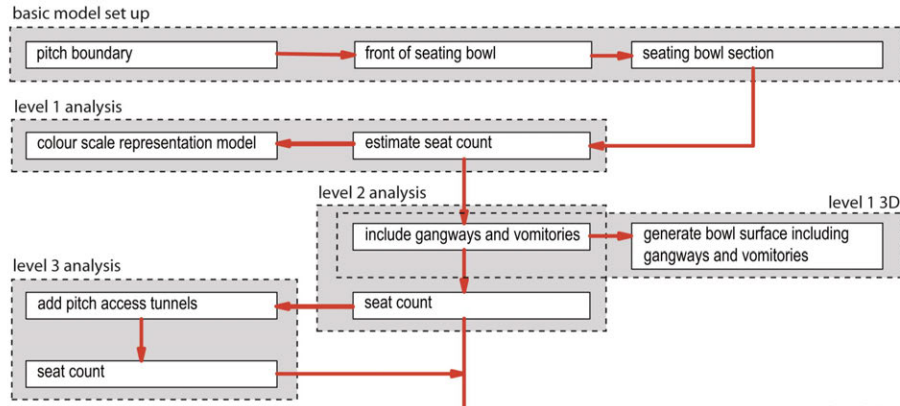 basic model set up
pitch boundary
front of seating bowl
seating bowl section
level 1 analysis
colour scale representation model
estimate seat count
level 2 analysis
level 1 3D
include gangways and vomitories
generate bowl surface including
gangways and vomitories
level 3 analysis
add pitch access tunnels
seat count
seat count